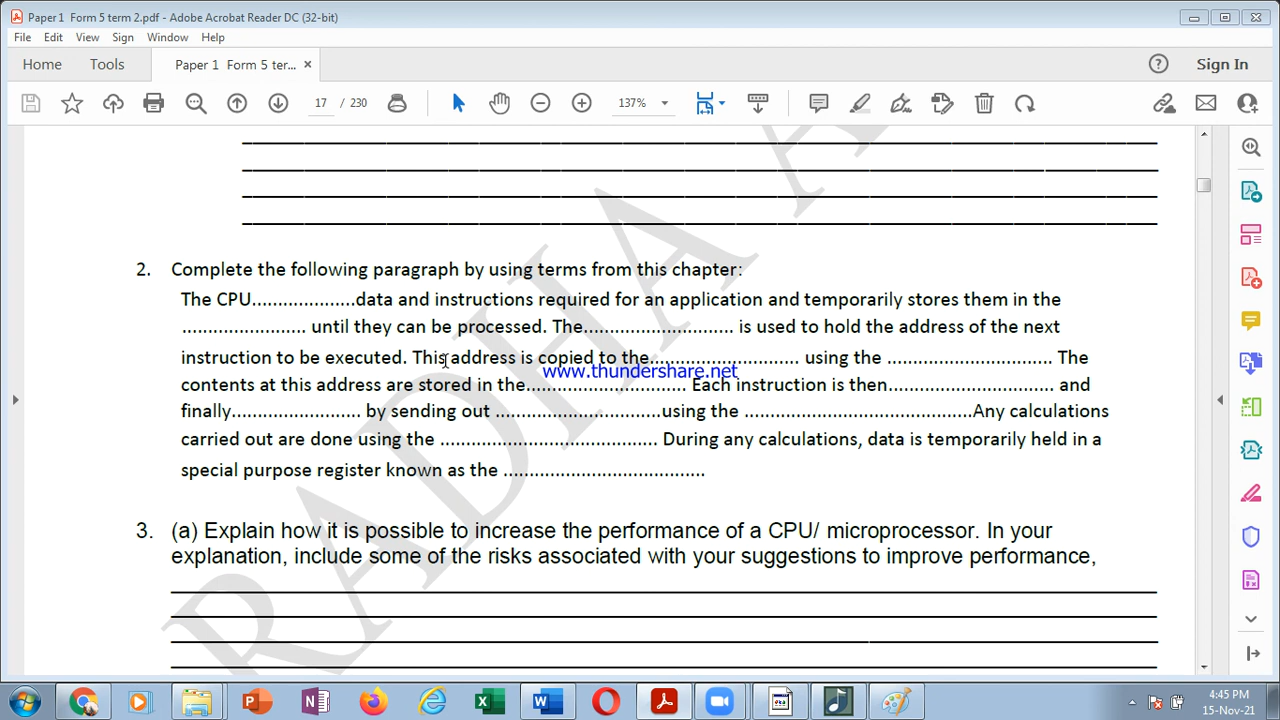 Paper 1 Form 5 term 2.pdf - Adobe Acrobat Reader DC (32-bit)
File Edit View Sign Window Help
Home Tools Paper 1 Form 5 ter... × Sign In
17 / 230 137%
RADHA A
2. Complete the following paragraph by using terms from this chapter:
The CPU....................data and instructions required for an application and temporarily stores them in the
........................ until they can be processed. The............................. is used to hold the address of the next
instruction to be executed. This address is copied to the............................. using the ................................ The
www.thundershare.net
contents at this address are stored in the............................... Each instruction is then................................ and
finally......................... by sending out ................................using the ............................................Any calculations
carried out are done using the .......................................... During any calculations, data is temporarily held in a
special purpose register known as the .......................................
3. (a) Explain how it is possible to increase the performance of a CPU/ microprocessor. In your
explanation, include some of the risks associated with your suggestions to improve performance,
4:45 PM
15-Nov-21